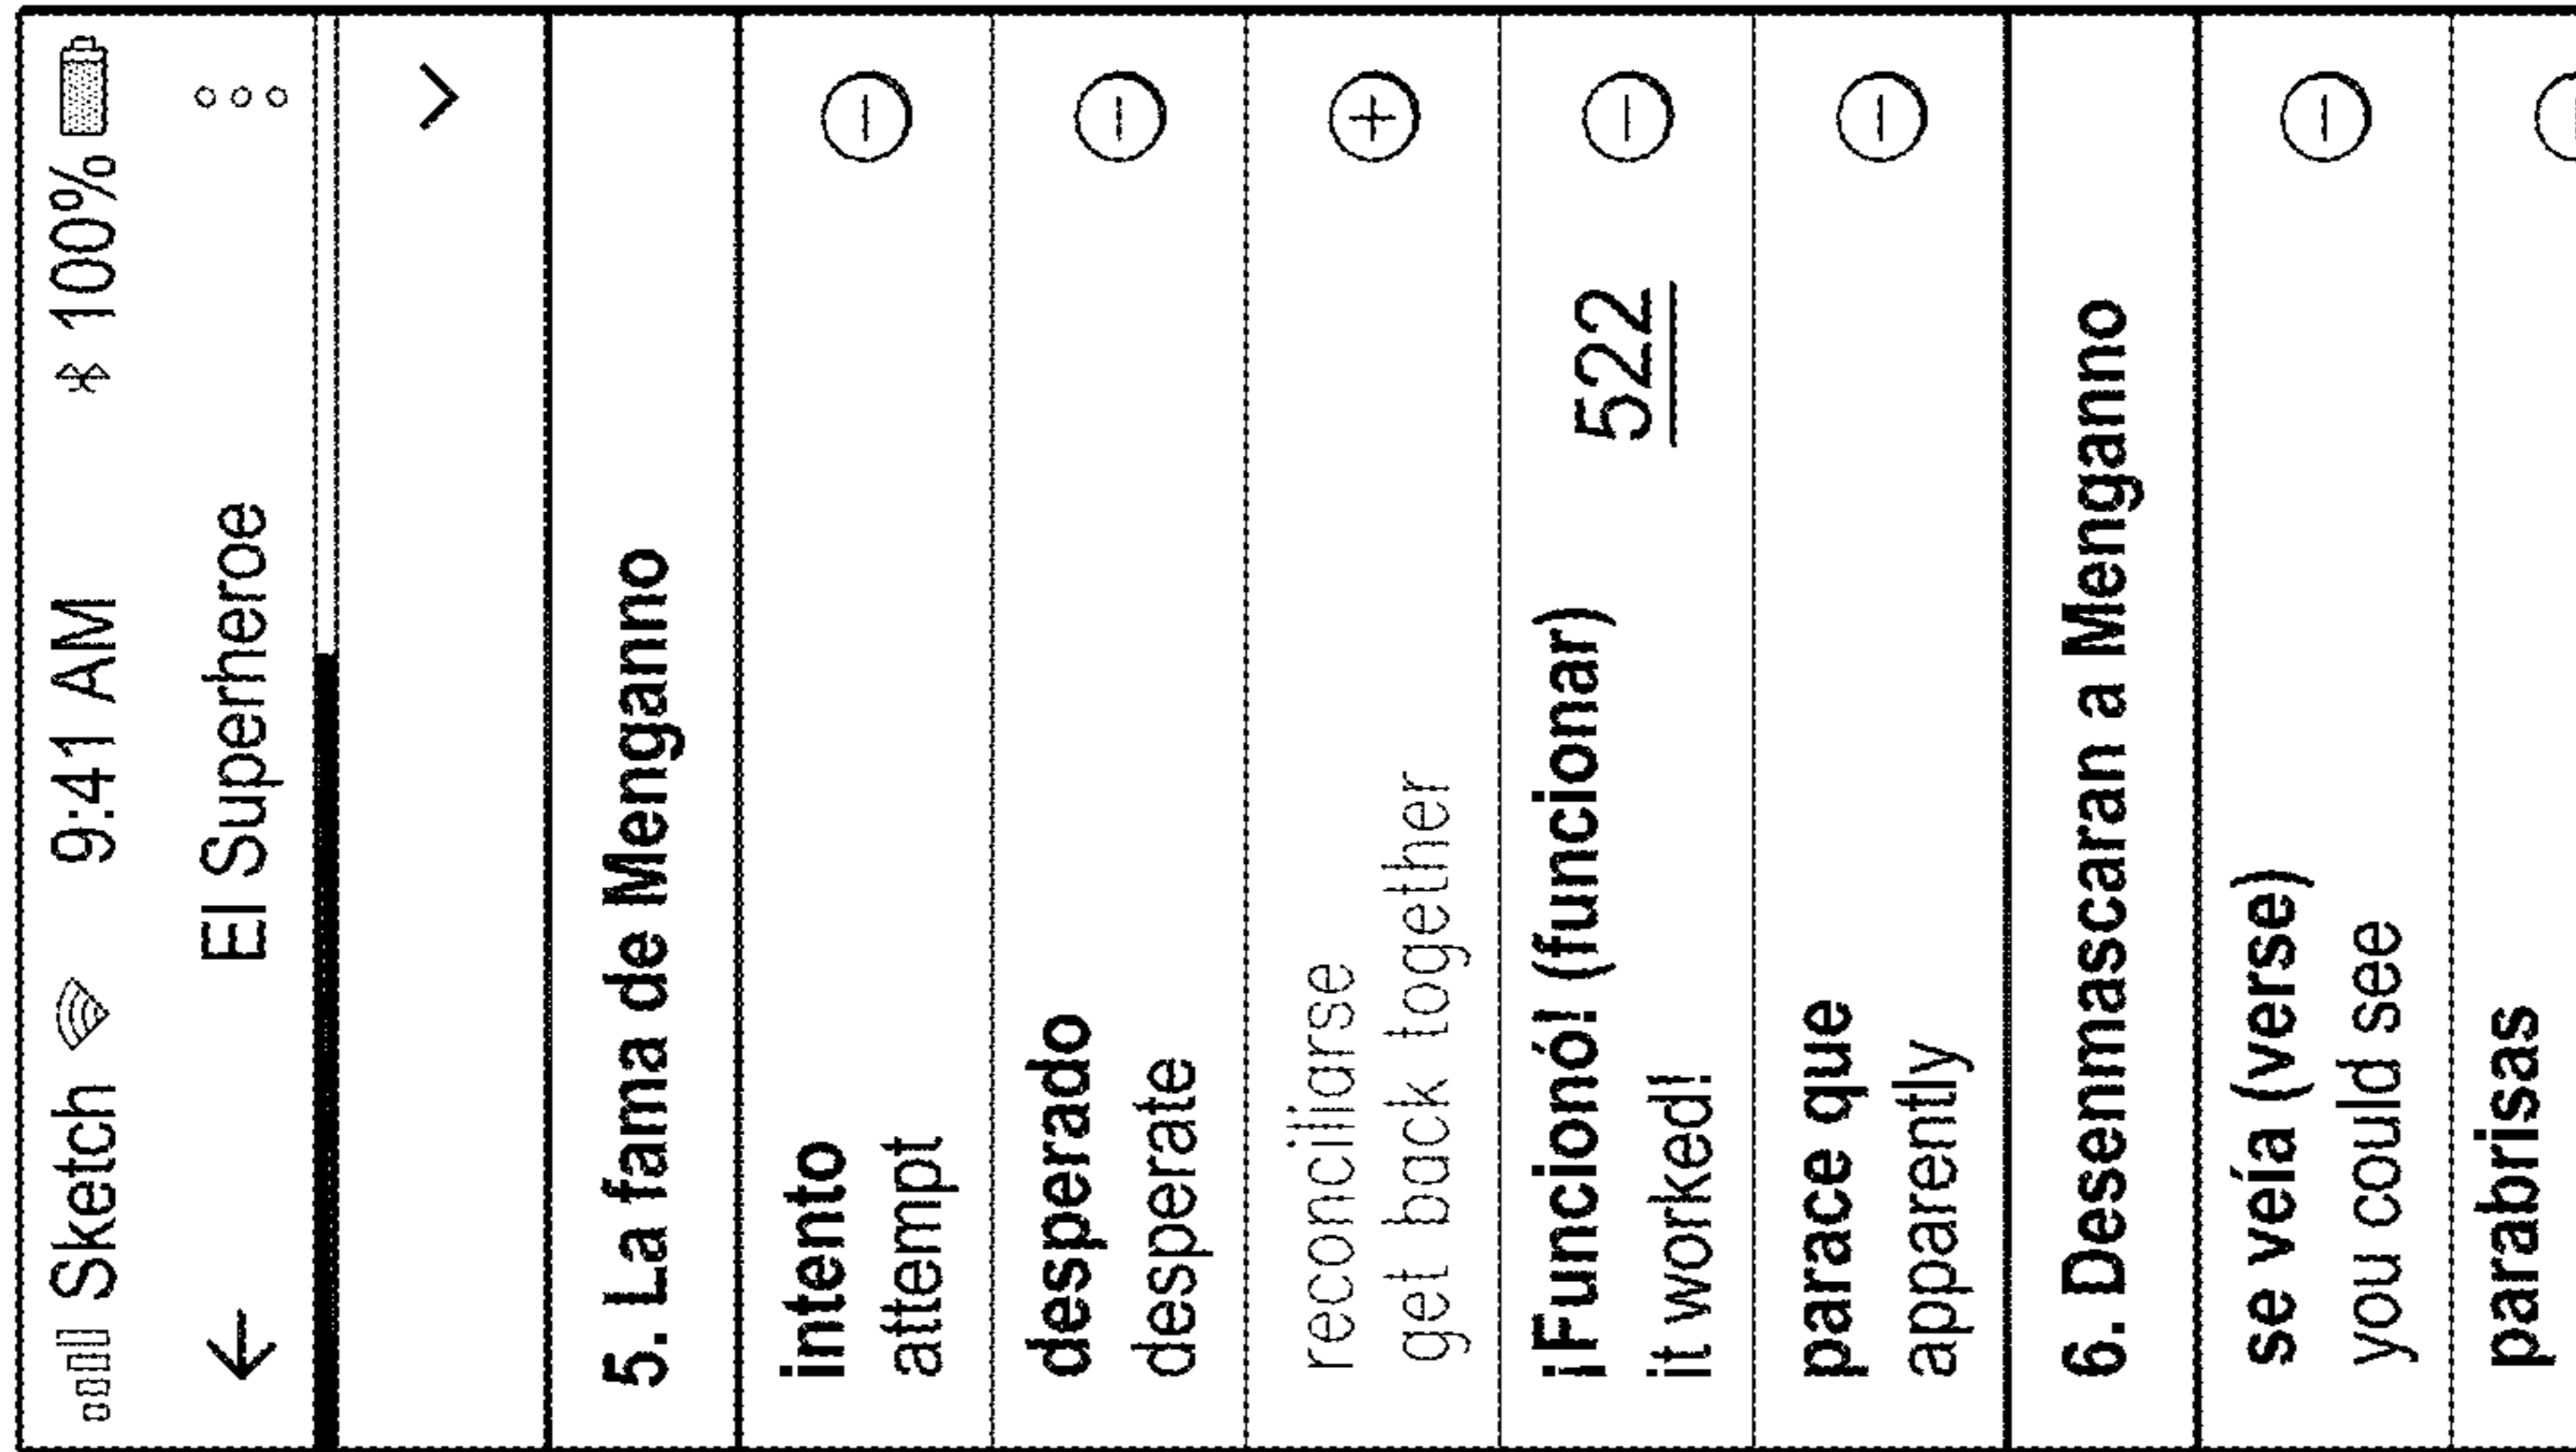 Sketch 9:41 AM 100%
El Superheroe
5. La fama de Menganno
intento
attempt
desperado
desperate
reconciliarse
get back together
¡Funcionó! (funcionar)
it worked!
522
parace que
apparently
6. Desenmascaran a Menganno
se veía (verse)
you could see
parabrisas